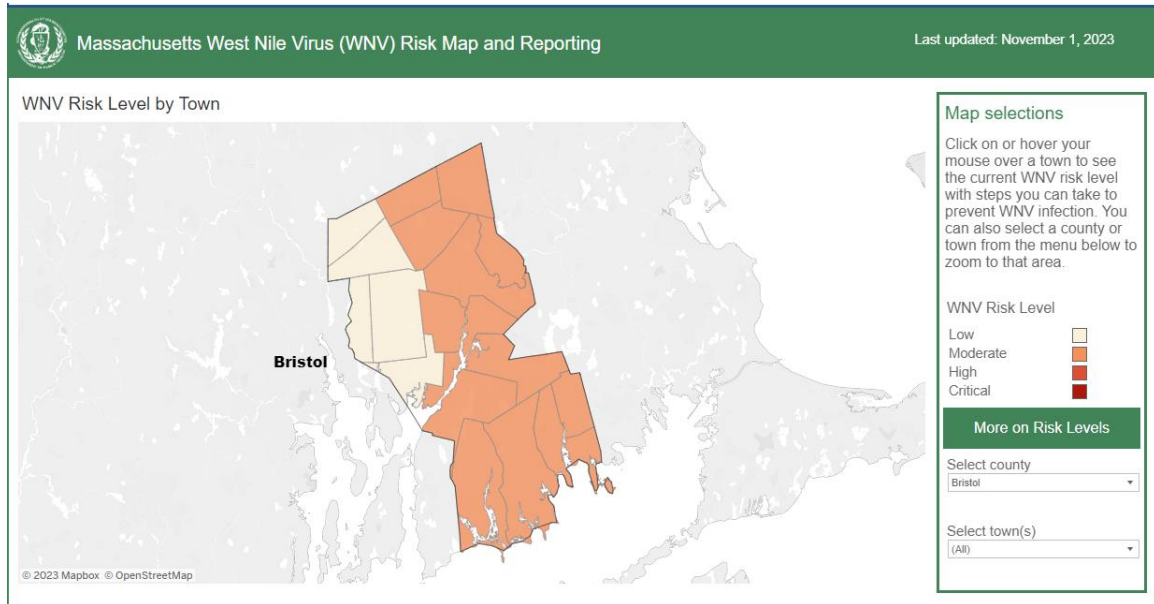 Massachusetts West Nile Virus (WNV) Risk Map and Reporting
Last updated: November 1, 2023
WNV Risk Level by Town
Bristol
© 2023 Mapbox © OpenStreetMap
Map selections
Click on or hover your
mouse over a town to see
the current WNV risk level
with steps you can take to
prevent WNV infection. You
can also select a county or
town from the menu below to
zoom to that area.
WNV Risk Level
Low
Moderate
High
Critical
More on Risk Levels
Select county
Bristol
Select town(s)
(All)